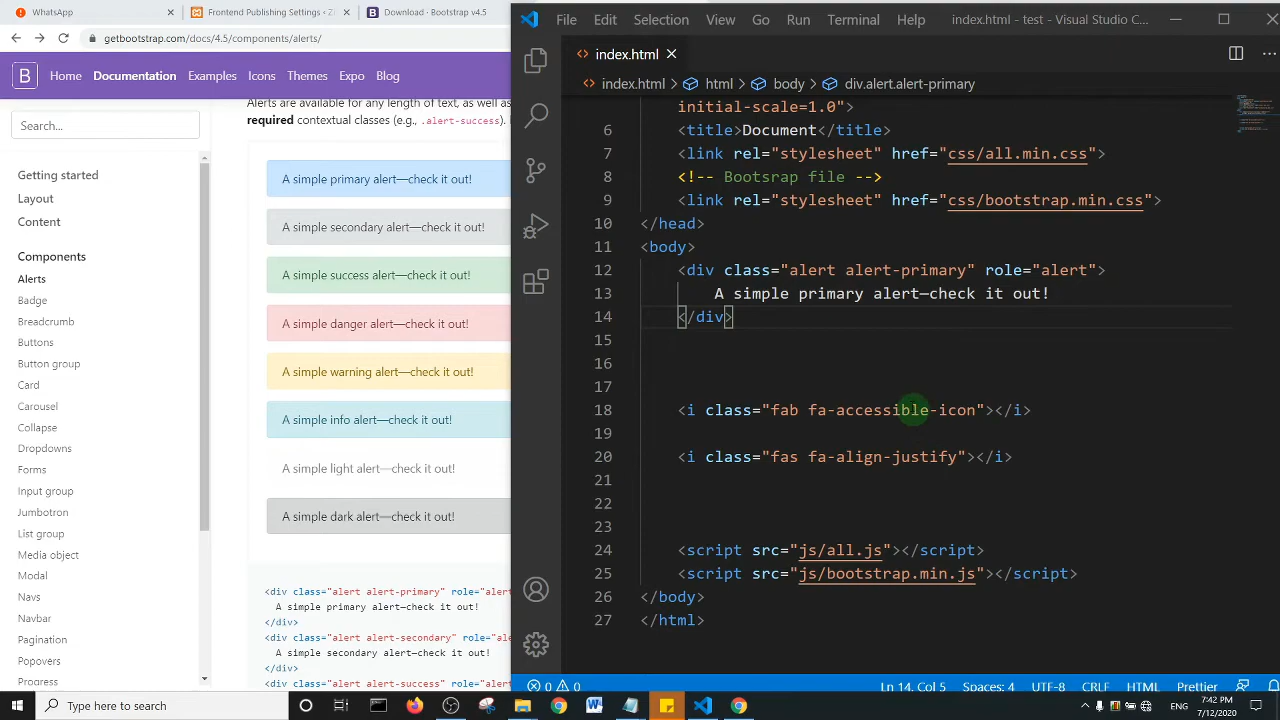 WhatsApp
Frontend Publishing Settings ‹ Z
Download · Bootstrap v4.5
getbootstrap.com/docs/4.5/components/alerts/
B Home Documentation Examples Icons Themes Expo Blog
Search...
Getting started
Layout
Content
Components
Alerts
Badge
Breadcrumb
Buttons
Button group
Card
Carousel
Collapse
Dropdowns
Forms
Input group
Jumbotron
List group
Media object
Modal
Navs
Navbar
Pagination
Popovers
Progress
Alerts are available for any length of text, as well as
required contextual classes (e.g., .alert-success).
A simple primary alert—check it out!
A simple secondary alert—check it out!
A simple success alert—check it out!
A simple danger alert—check it out!
A simple warning alert—check it out!
A simple info alert—check it out!
A simple light alert—check it out!
A simple dark alert—check it out!
<div class="alert alert-primary" role="ale
A simple primary alert—check it out!
</div>
<div class="alert alert-secondary" role="a
A simple secondary alert—check it out!
</div>
<div class="alert alert-success" role="ale
File Edit Selection View Go Run Terminal Help index.html - test - Visual Studio C...
index.html
index.html › html › body › div.alert.alert-primary
initial-scale=1.0">
6 <title>Document</title>
7 <link rel="stylesheet" href="css/all.min.css">
8 <!-- Bootsrap file -->
9 <link rel="stylesheet" href="css/bootstrap.min.css">
10 </head>
11 <body>
12 <div class="alert alert-primary" role="alert">
13 A simple primary alert—check it out!
14 </div>
15
16
17
18 <i class="fab fa-accessible-icon"></i>
19
20 <i class="fas fa-align-justify"></i>
21
22
23
24 <script src="js/all.js"></script>
25 <script src="js/bootstrap.min.js"></script>
26 </body>
27 </html>
0 0 Ln 14, Col 5 Spaces: 4 UTF-8 CRLF HTML Prettier
Type here to search
ENG 7:42 PM
7/12/2020